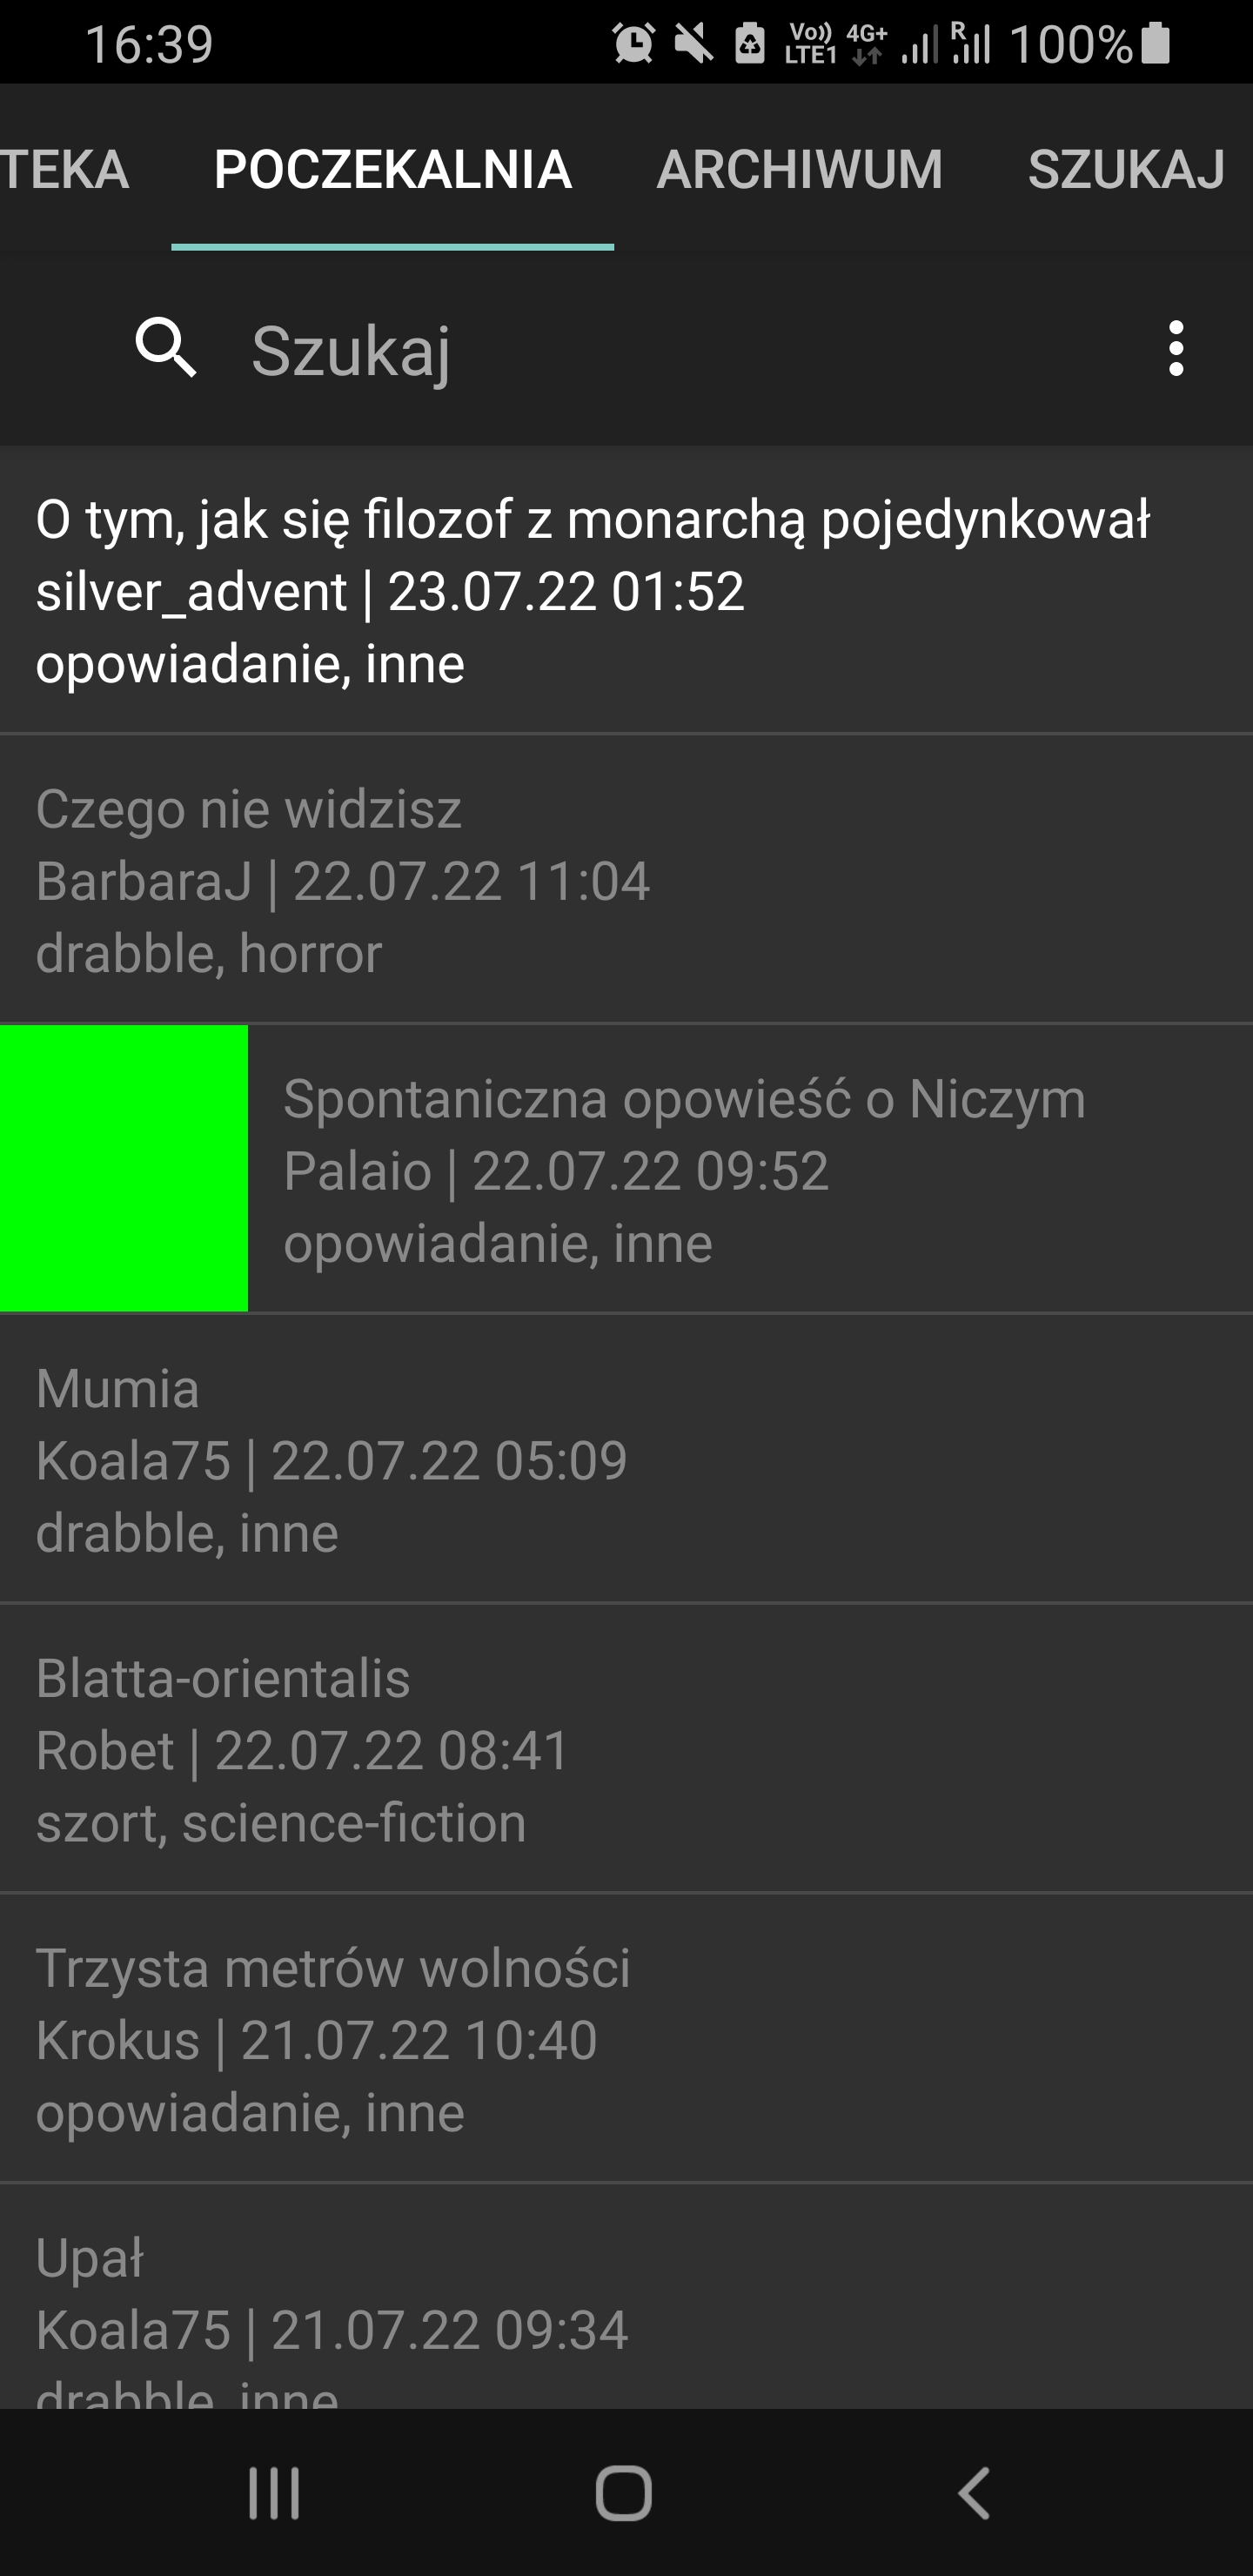 16:39 Vo)) LTE1 4G+ R 100%
TEKA POCZEKALNIA ARCHIWUM SZUKAJ
Szukaj
O tym, jak się filozof z monarchą pojedynkował
silver_advent | 23.07.22 01:52
opowiadanie, inne
Czego nie widzisz
BarbaraJ | 22.07.22 11:04
drabble, horror
Spontaniczna opowieść o Niczym
Palaio | 22.07.22 09:52
opowiadanie, inne
Mumia
Koala75 | 22.07.22 05:09
drabble, inne
Blatta-orientalis
Robet | 22.07.22 08:41
szort, science-fiction
Trzysta metrów wolności
Krokus | 21.07.22 10:40
opowiadanie, inne
Upał
Koala75 | 21.07.22 09:34
drabble, inne